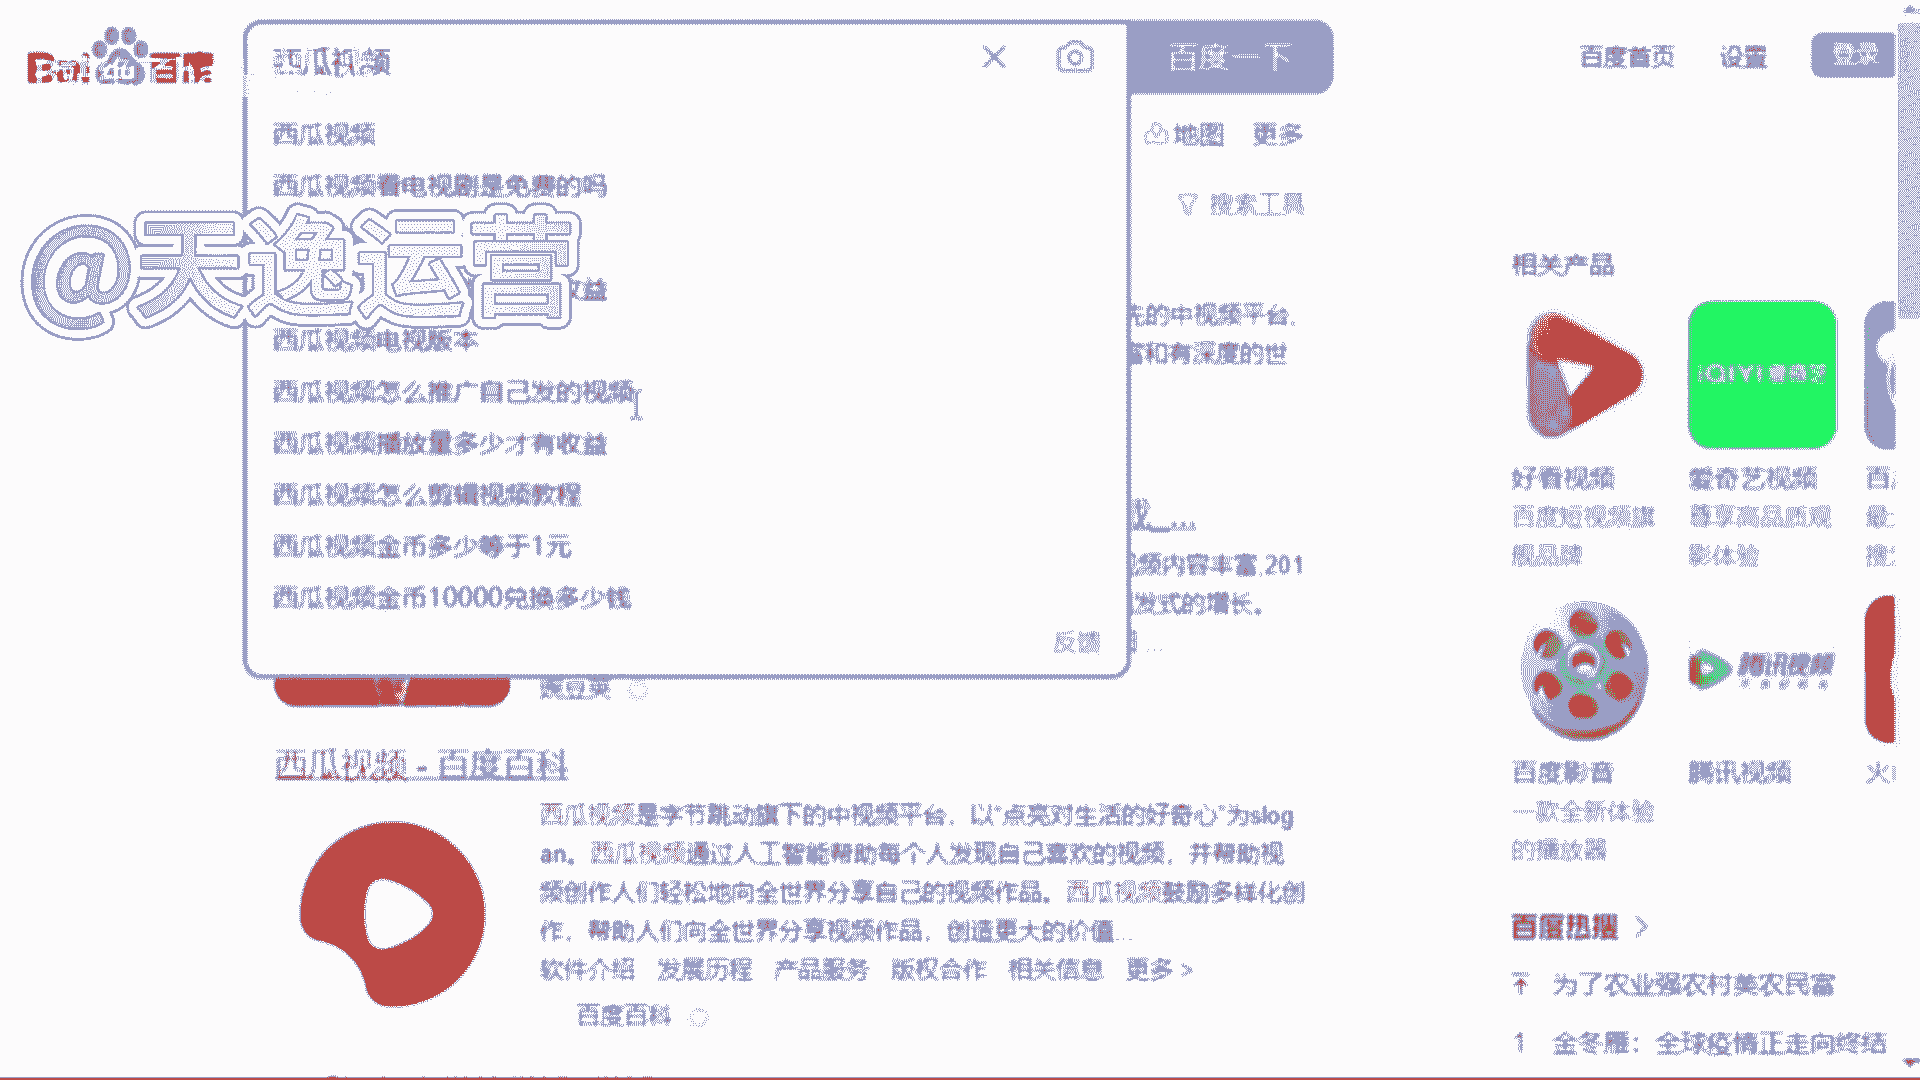 Bai du 百度
西瓜视频
百度一下
百度首页
设置
登录
西瓜视频
地图
更多
西瓜视频看电视剧是免费的吗
搜索工具
@天逸运营
收益
西瓜视频电视版本
西瓜视频怎么推广自己发的视频
西瓜视频播放量多少才有收益
西瓜视频怎么剪辑视频教程
西瓜视频金币多少等于1元
西瓜视频金币10000兑换多少钱
反馈
先的中视频平台,
富和有深度的世
...
视频内容丰富,201
发式的增长。
...
豌豆荚
西瓜视频 - 百度百科
西瓜视频是字节跳动旗下的中视频平台，以“点亮对生活的好奇心”为slog
an。西瓜视频通过人工智能帮助每个人发现自己喜欢的视频，并帮助视
频创作人们轻松地向全世界分享自己的视频作品。西瓜视频鼓励多样化创
作，帮助人们向全世界分享视频作品，创造更大的价值...
软件介绍 发展历程 产品服务 版权合作 相关信息 更多 >
百度百科
相关产品
iQIYI 爱奇艺
好看视频
百度短视频旗
舰品牌
爱奇艺视频
尊享高品质观
影体验
百
最
搜
腾讯视频
百度影音
一款全新体验
的播放器
腾讯视频
火
百度热搜 >
为了农业强农村美农民富
1 金冬雁：全球疫情正走向终结